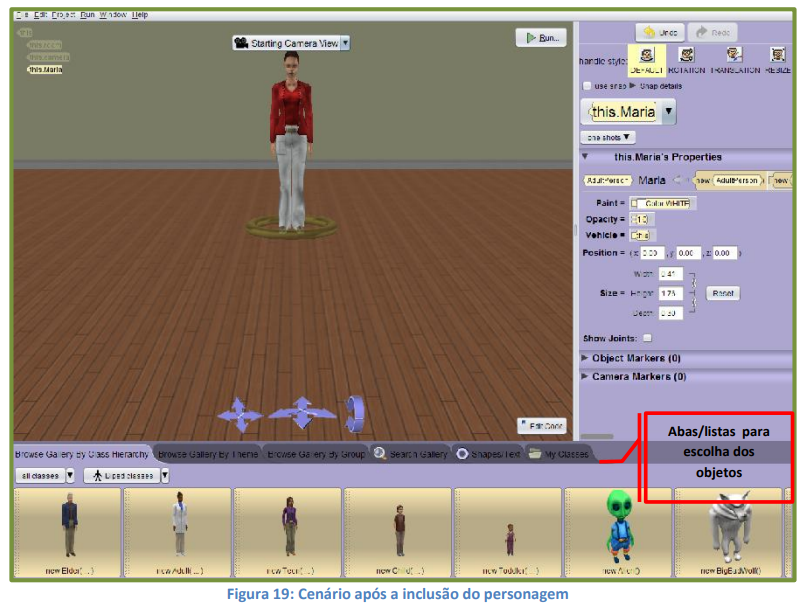 File Edit Project Run Window Help
this.Maria
Starting Camera View
Run...
Undo
Redo
handle style:
DEFAULT ROTATION TRANSLATION RESIZE
use snap Snap details
this.Maria
one shots
this.Maria's Properties
AdultPerson Maria new AdultPerson( new
Paint = Color.WHITE
Opacity = 1.0
Vehicle = this
Position = (x: 0.00 , y: 0.00 , z: 0.00 )
Width: 0.41
Size = Height: 1.75 Reset
Depth: 0.30
Show Joints:
Object Markers (0)
Camera Markers (0)
Edit Code
Abas/listas para
escolha dos
objetos
Browse Gallery By Class Hierarchy Browse Gallery By Theme Browse Gallery By Group Search Gallery Shapes/Text My Classes
all classes Biped classes
new Elder(...) new Adult(...) new Teen(...) new Child(...) new Toddler(...) new Alien() new BigBadWolf()
Figura 19: Cenário após a inclusão do personagem